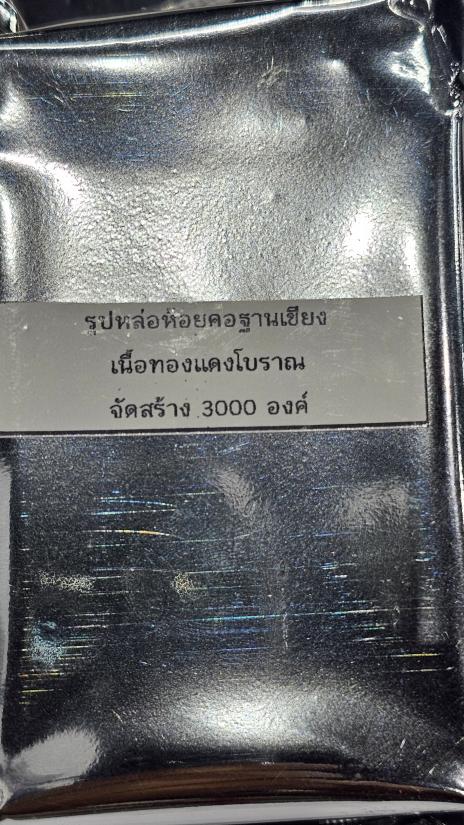 รูปหล่อห้อยคอฐานเขียง
เนื้อทองแดงโบราณ
จัดสร้าง 3000 องค์